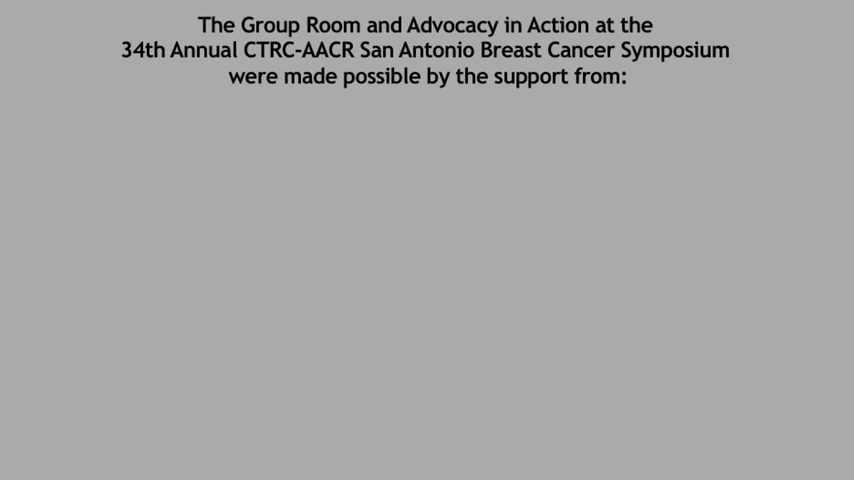 The Group Room and Advocacy in Action at the
34th Annual CTRC-AACR San Antonio Breast Cancer Symposium
were made possible by the support from: